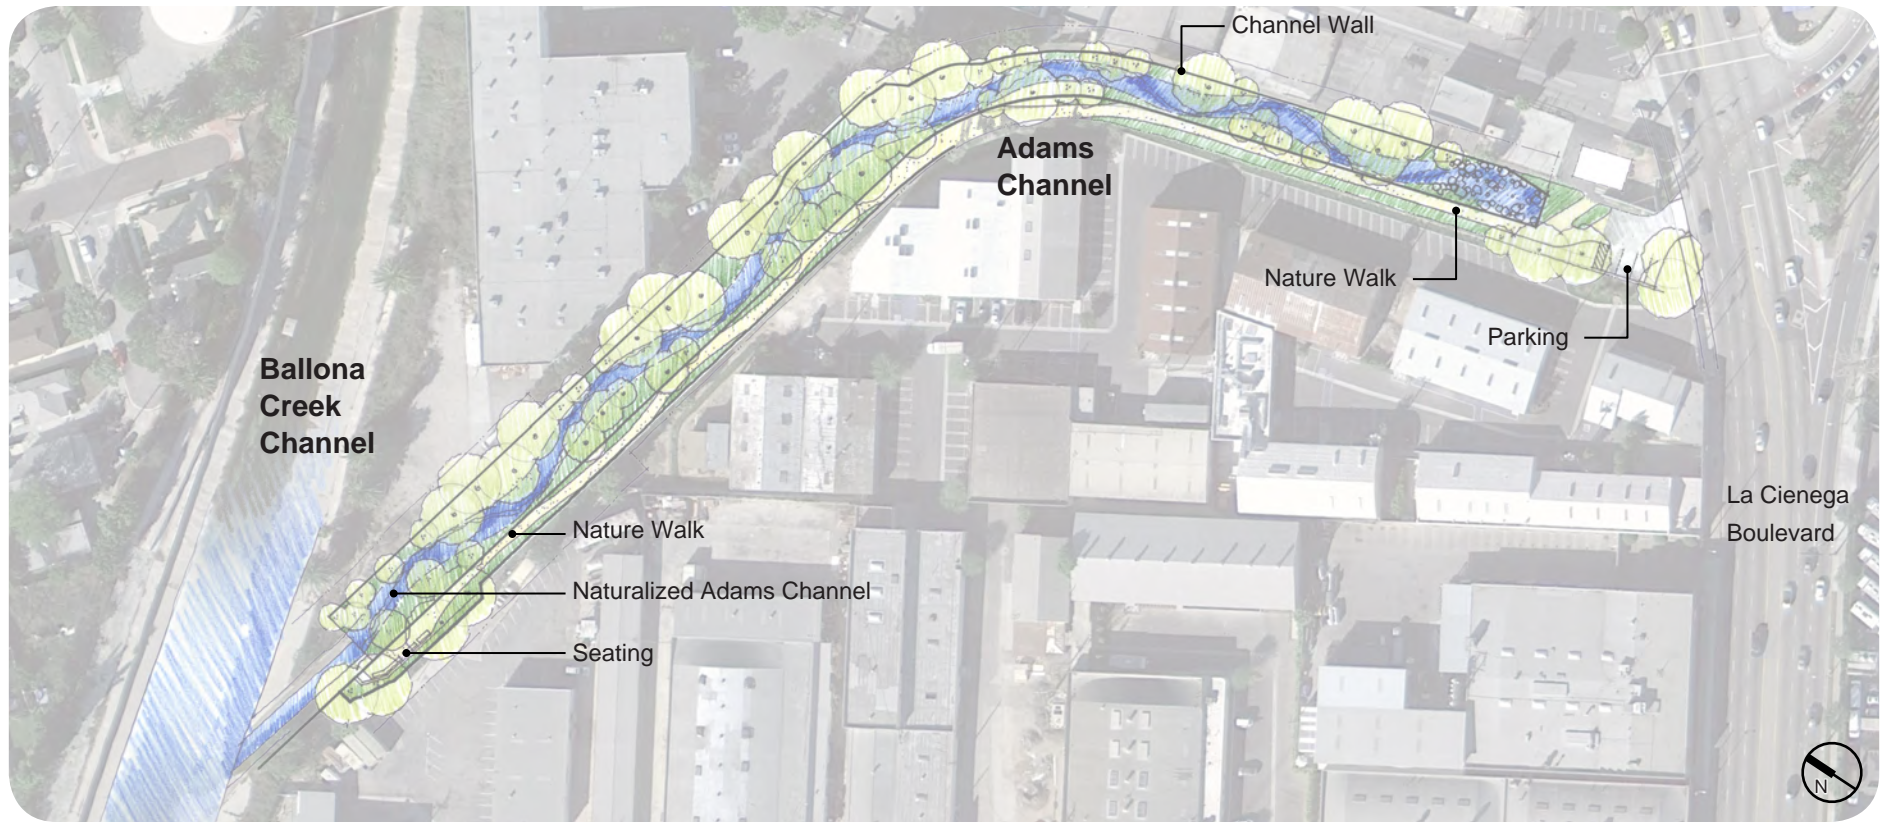 Channel Wall
Adams
Channel
Nature Walk
Parking
Ballona
Creek
Channel
La Cienega
Boulevard
Nature Walk
Naturalized Adams Channel
Seating
N